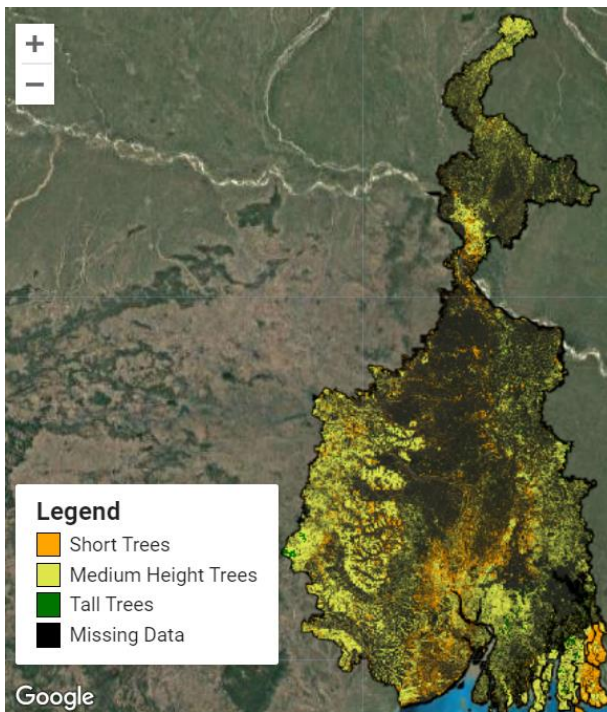 +
−
Legend
Short Trees
Medium Height Trees
Tall Trees
Missing Data
Google